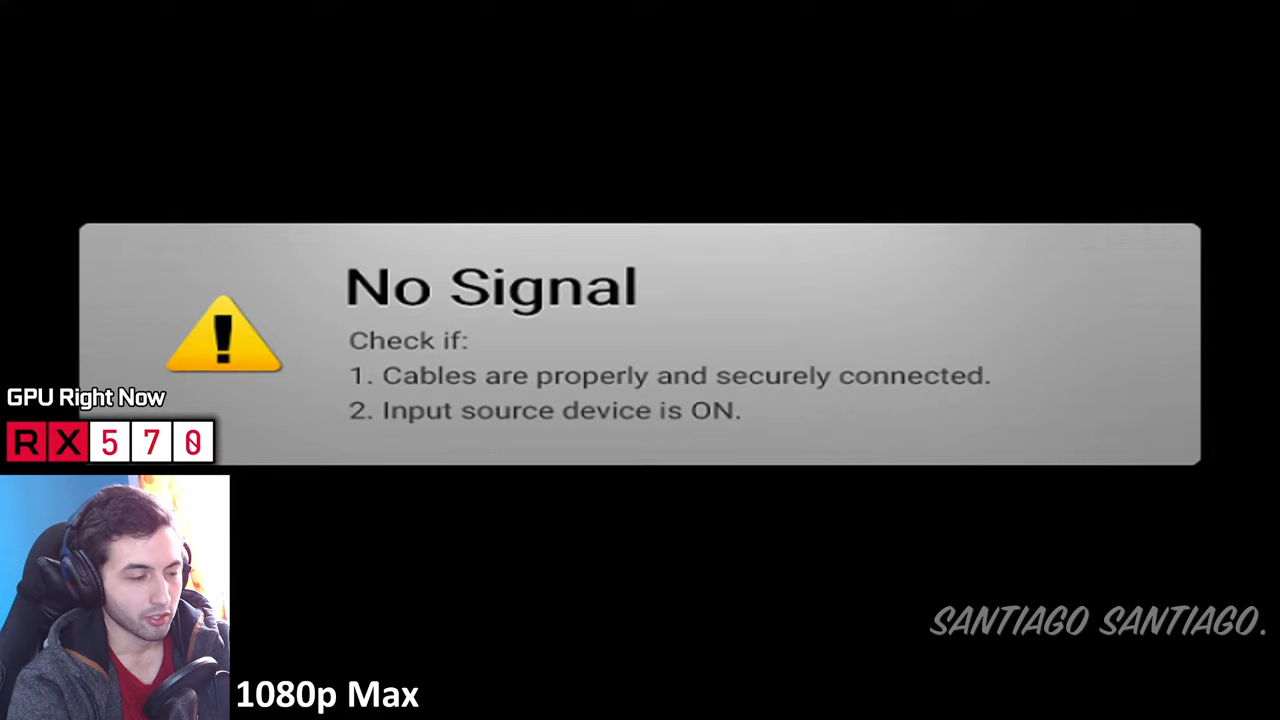 No Signal
Check if:
1. Cables are properly and securely connected.
2. Input source device is ON.
GPU Right Now
RX 570
SANTIAGO SANTIAGO.
1080p Max